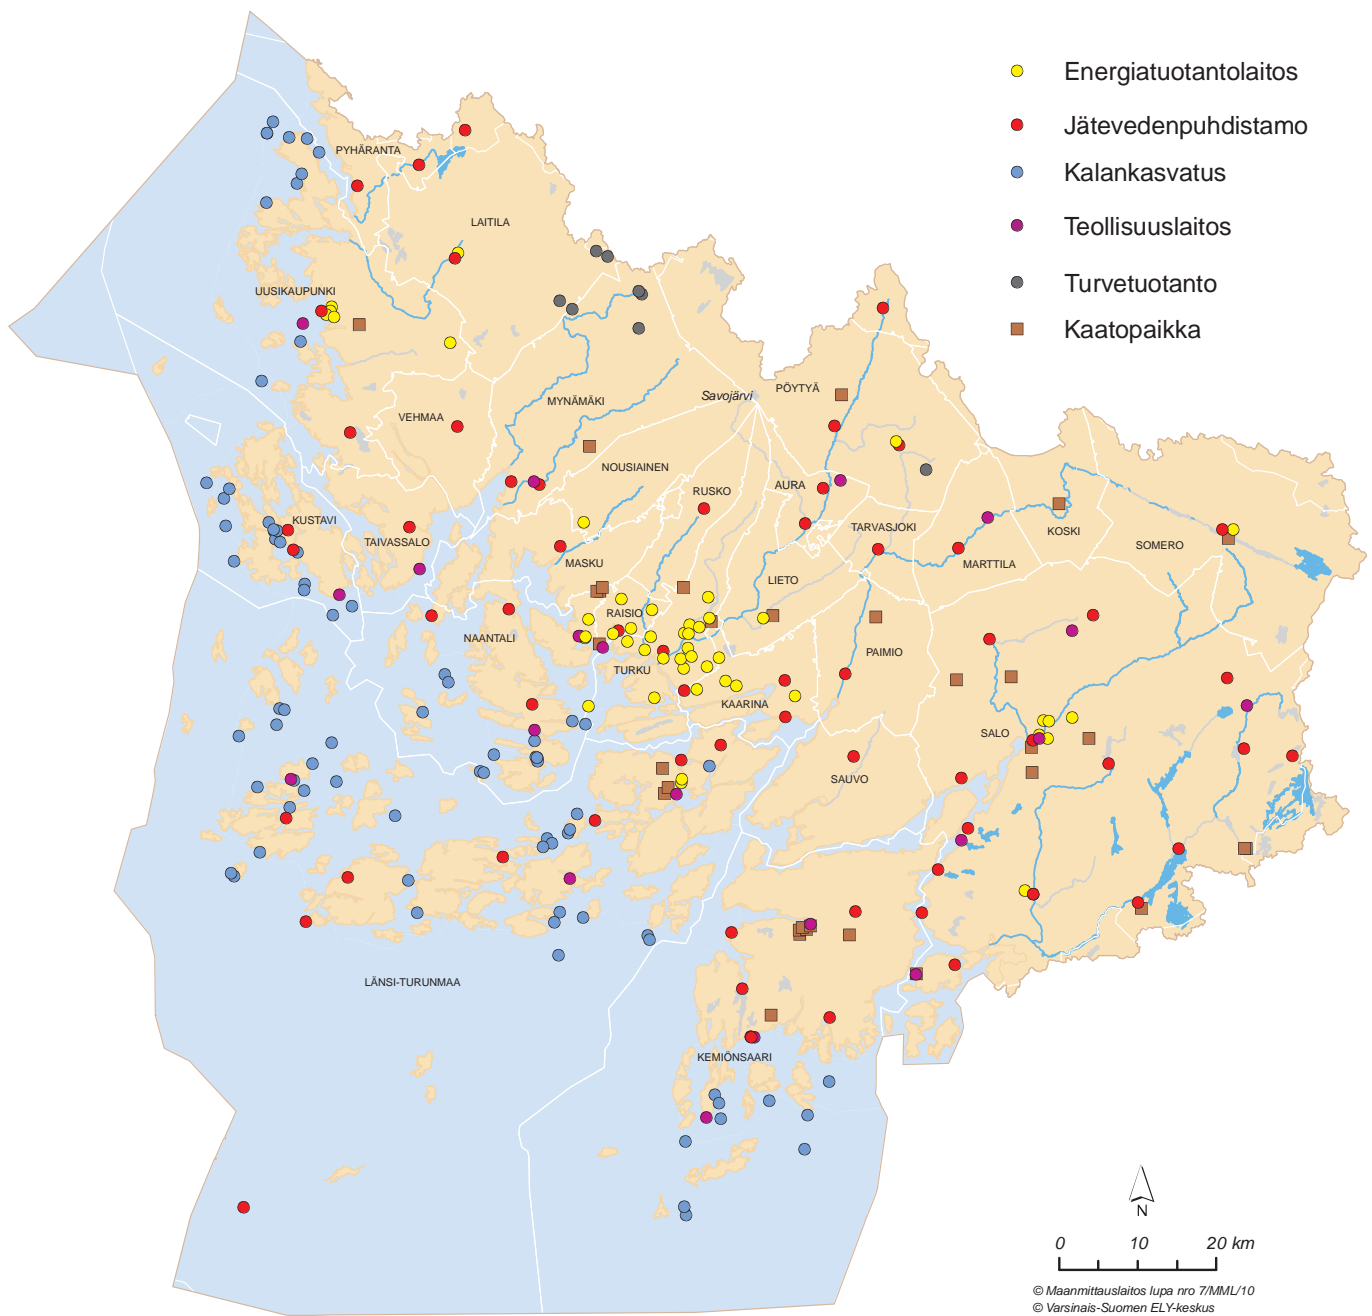 Energiatuotantolaitos
Jätevedenpuhdistamo
Kalankasvatus
Teollisuuslaitos
Turvetuotanto
Kaatopaikka
PYHÄRANTA
LAITILA
UUSIKAUPUNKI
VEHMAA
MYNÄMÄKI
Savojärvi
PÖYTYÄ
NOUSIAINEN
RUSKO
AURA
KUSTAVI
TAIVASSALO
TARVASJOKI
KOSKI
SOMERO
MASKU
LIETO
MARTTILA
RAISIO
NAANTALI
TURKU
PAIMIO
KAARINA
SALO
SAUVO
LÄNSI-TURUNMAA
KEMIÖNSAARI
N
0 10 20 km
© Maanmittauslaitos lupa nro 7/MML/10
© Varsinais-Suomen ELY-keskus